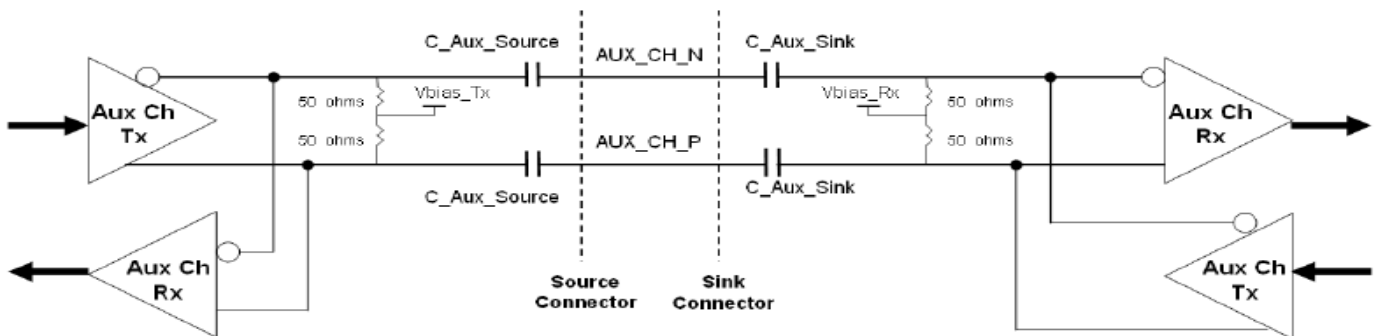 C_Aux_Source
AUX_CH_N
C_Aux_Sink
Aux Ch
Tx
50 ohms
Vbias_Tx
50 ohms
Vbias_Rx
50 ohms
50 ohms
Aux Ch
Rx
AUX_CH_P
C_Aux_Source
C_Aux_Sink
Aux Ch
Rx
Source
Connector
Sink
Connector
Aux Ch
Tx